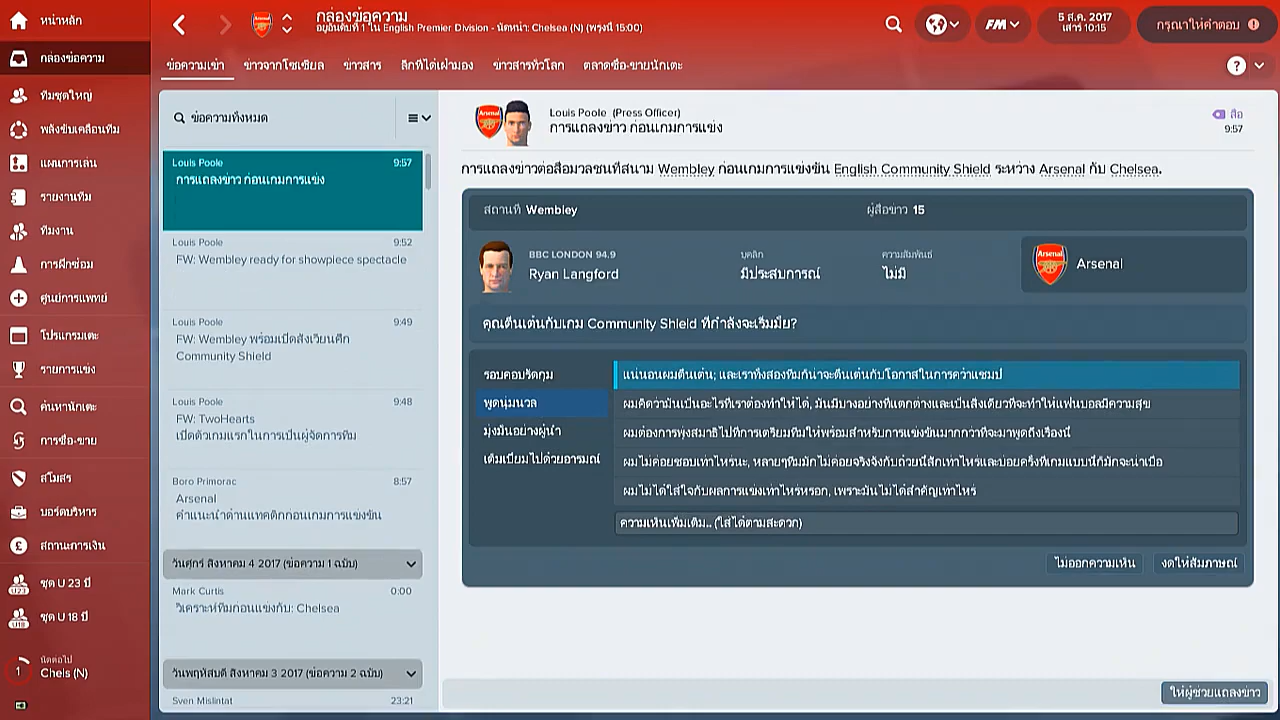 หน้าหลัก
กล่องข้อความ
ทีมชุดใหญ่
พลังขับเคลื่อนทีม
แผนการเล่น
รายงานทีม
ทีมงาน
การฝึกซ้อม
ศูนย์การแพทย์
โปรแกรมเตะ
รายการแข่ง
ค้นหานักเตะ
การซื้อ-ขาย
สโมสร
บอร์ดบริหาร
สถานะการเงิน
ชุด U 23 ปี
ชุด U 18 ปี
นัดต่อไป
Chels (N)
กล่องข้อความ
อยู่อันดับที่ 1 ใน English Premier Division - นัดหน้า: Chelsea (N) (พรุ่งนี้ 15:00)
FM
5 ส.ค. 2017
เสาร์ 10:15
กรุณาให้คำตอบ
ข้อความเข้า
ข่าวจากโซเชียล
ข่าวสาร
ลีกที่ได้เฝ้ามอง
ข่าวสารทั่วโลก
ตลาดซื้อ-ขายนักเตะ
ข้อความทั้งหมด
Louis Poole 9:57
การแถลงข่าว ก่อนเกมการแข่ง
Louis Poole 9:52
FW: Wembley ready for showpiece spectacle
Louis Poole 9:49
FW: Wembley พร้อมเปิดสังเวียนศึก
Community Shield
Louis Poole 9:48
FW: TwoHearts
เปิดตัวเกมแรกในการเป็นผู้จัดการทีม
Boro Primorac 8:57
Arsenal
คำแนะนำด้านแทคติกก่อนเกมการแข่งขัน
วันศุกร์ สิงหาคม 4 2017 (ข้อความ 1 ฉบับ)
Mark Curtis 0:00
วิเคราะห์ทีมก่อนแข่งกับ: Chelsea
วันพฤหัสบดี สิงหาคม 3 2017 (ข้อความ 2 ฉบับ)
Sven Mislintat 23:21
Louis Poole (Press Officer)
การแถลงข่าว ก่อนเกมการแข่ง
สื่อ
9:57
การแถลงข่าวต่อสื่อมวลชนที่สนาม Wembley ก่อนเกมการแข่งขัน English Community Shield ระหว่าง Arsenal กับ Chelsea.
สถานที่ Wembley
ผู้สื่อข่าว 15
BBC LONDON 94.9
Ryan Langford
บุคลิก
มีประสบการณ์
ความสัมพันธ์
ไม่มี
Arsenal
คุณตื่นเต้นกับเกม Community Shield ที่กำลังจะเริ่มมั้ย?
รอบคอบรัดกุม
พูดนุ่มนวล
มุ่งมั่นอย่างผู้นำ
เต็มเปี่ยมไปด้วยอารมณ์
แน่นอนผมตื่นเต้น; และเราทั้งสองทีมก็น่าจะตื่นเต้นกับโอกาสในการคว้าแชมป์
ผมคิดว่ามันเป็นอะไรที่เราต้องทำให้ได้, มันมีบางอย่างที่แตกต่างและเป็นสิ่งเดียวที่จะทำให้แฟนบอลมีความสุข
ผมต้องการพุ่งสมาธิไปที่การเตรียมทีมให้พร้อมสำหรับการแข่งขันมากกว่าที่จะมาพูดถึงเรื่องนี้
ผมไม่ค่อยชอบเท่าไหร่นะ, หลายๆทีมมักไม่ค่อยจริงจังกับถ้วยนี้สักเท่าไหร่และบ่อยครั้งที่เกมแบบนี้ก็มักจะน่าเบื่อ
ผมไม่ได้ใส่ใจกับผลการแข่งเท่าไหร่หรอก, เพราะมันไม่ได้สำคัญเท่าไหร่
ความเห็นเพิ่มเติม.. (ใส่ได้ตามสะดวก)
ไม่ออกความเห็น
งดให้สัมภาษณ์
ให้ผู้ช่วยแถลงข่าว